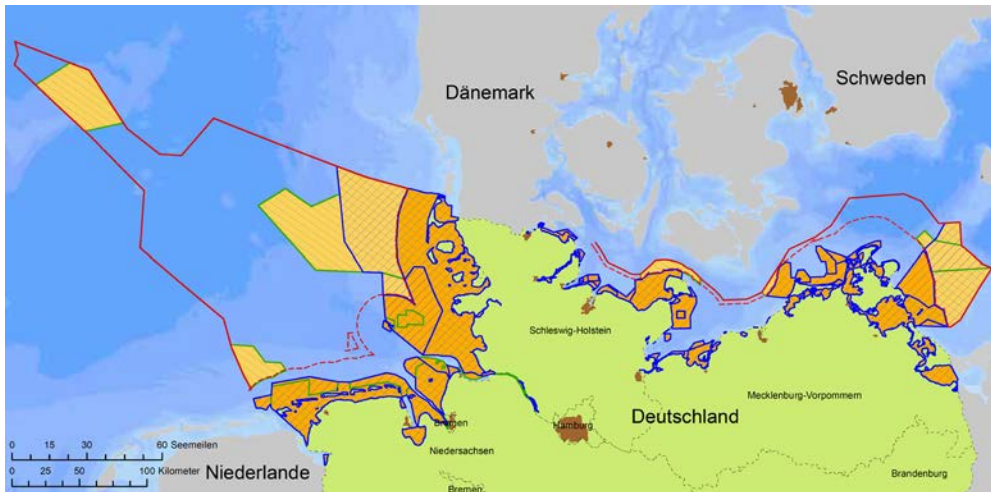 Dänemark
Schweden
Schleswig-Holstein
Mecklenburg-Vorpommern
Deutschland
Bremen
Hamburg
Niedersachsen
0 15 30 60 Seemeilen
0 25 50 100 Kilometer
Niederlande
Brandenburg
Bremen